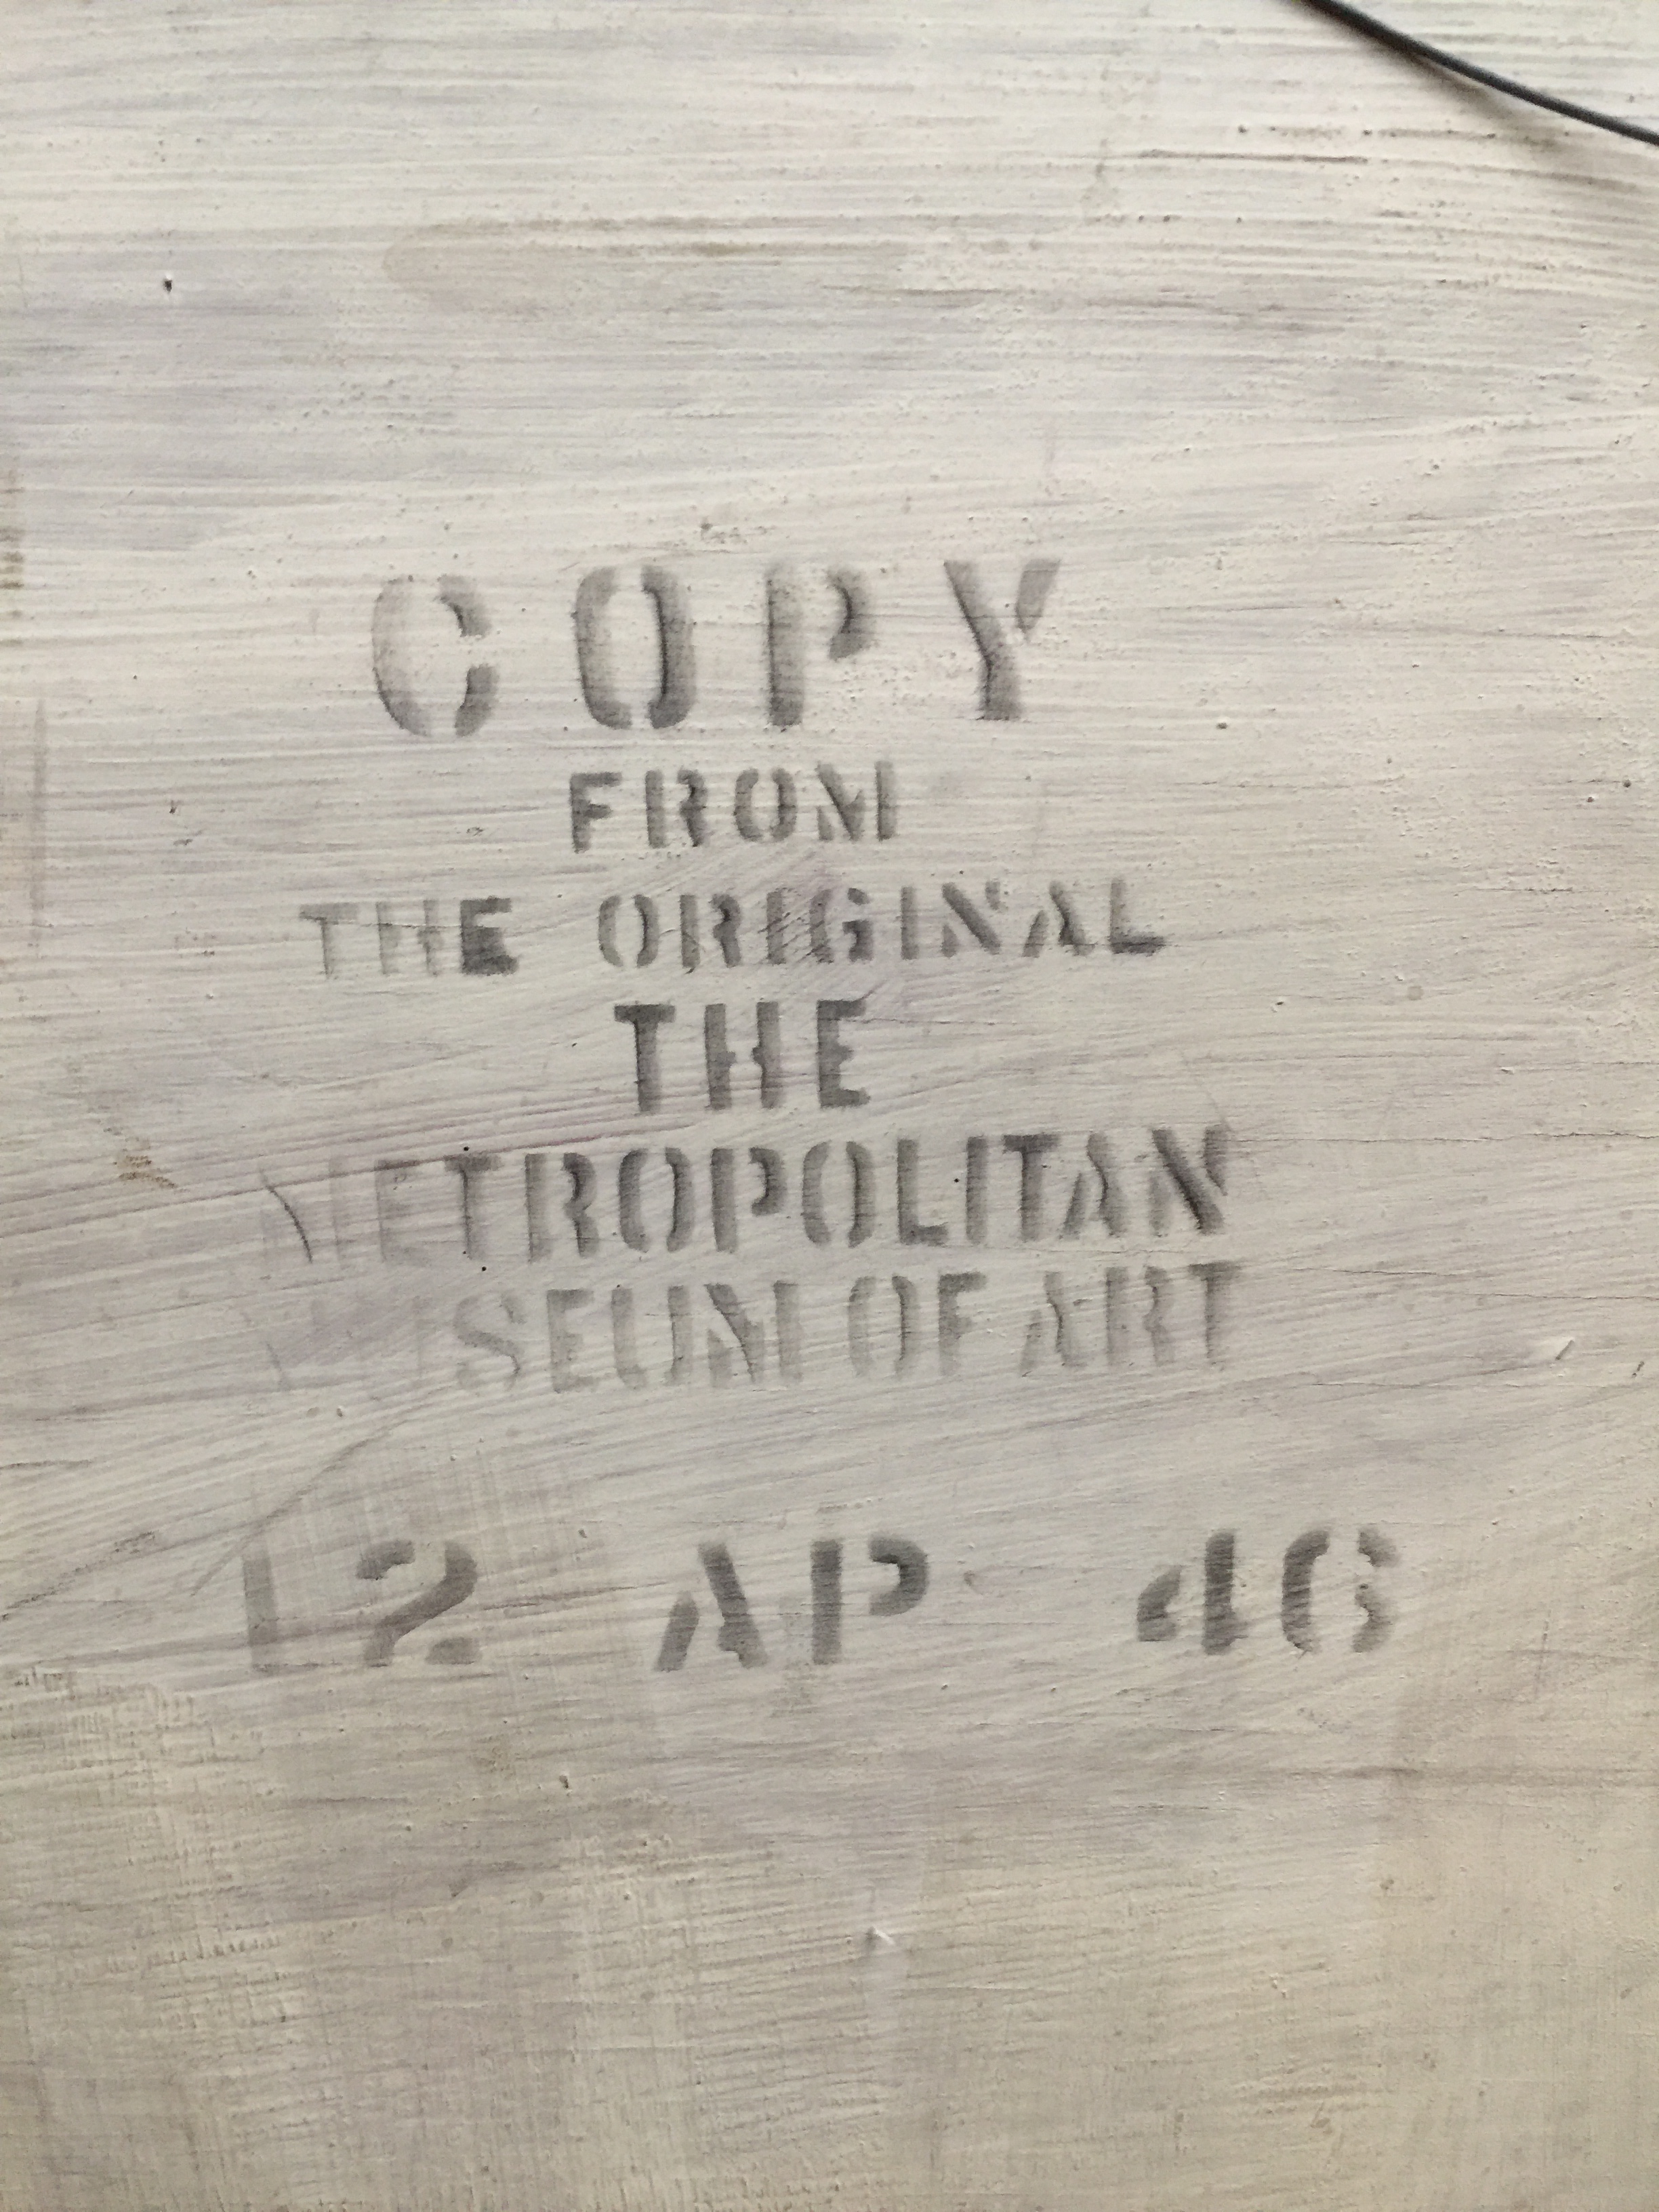 COPY
FROM
THE ORIGINAL
THE
METROPOLITAN
MUSEUM OF ART
12 AP 46